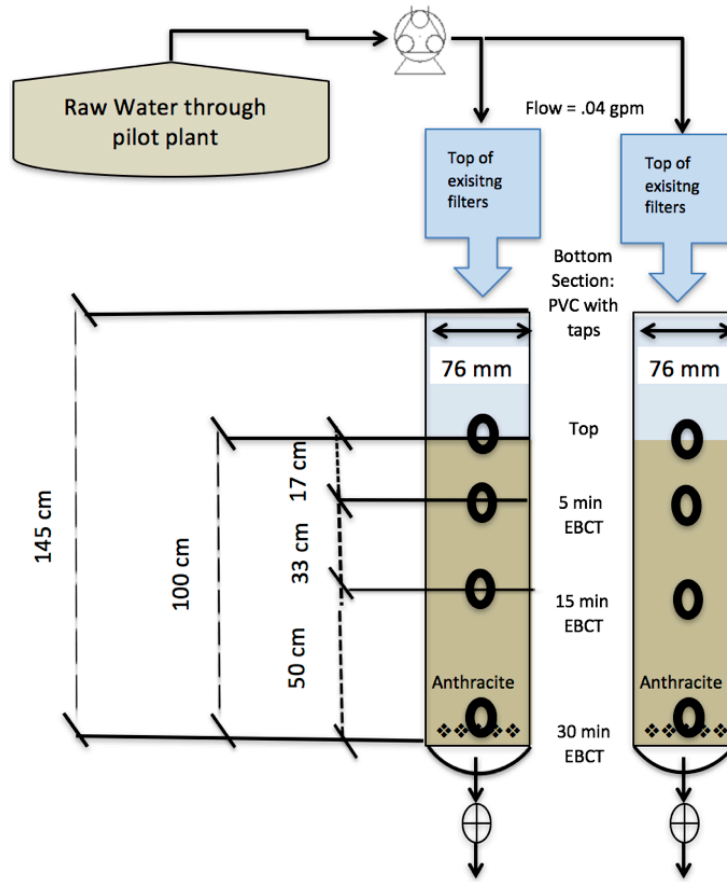 Raw Water through
pilot plant
Flow = .04 gpm
Top of
exisitng
filters
Top of
exisitng
filters
Bottom
Section:
PVC with
taps
76 mm
76 mm
Top
17 cm
5 min
EBCT
33 cm
145 cm
100 cm
15 min
EBCT
50 cm
Anthracite
Anthracite
30 min
EBCT